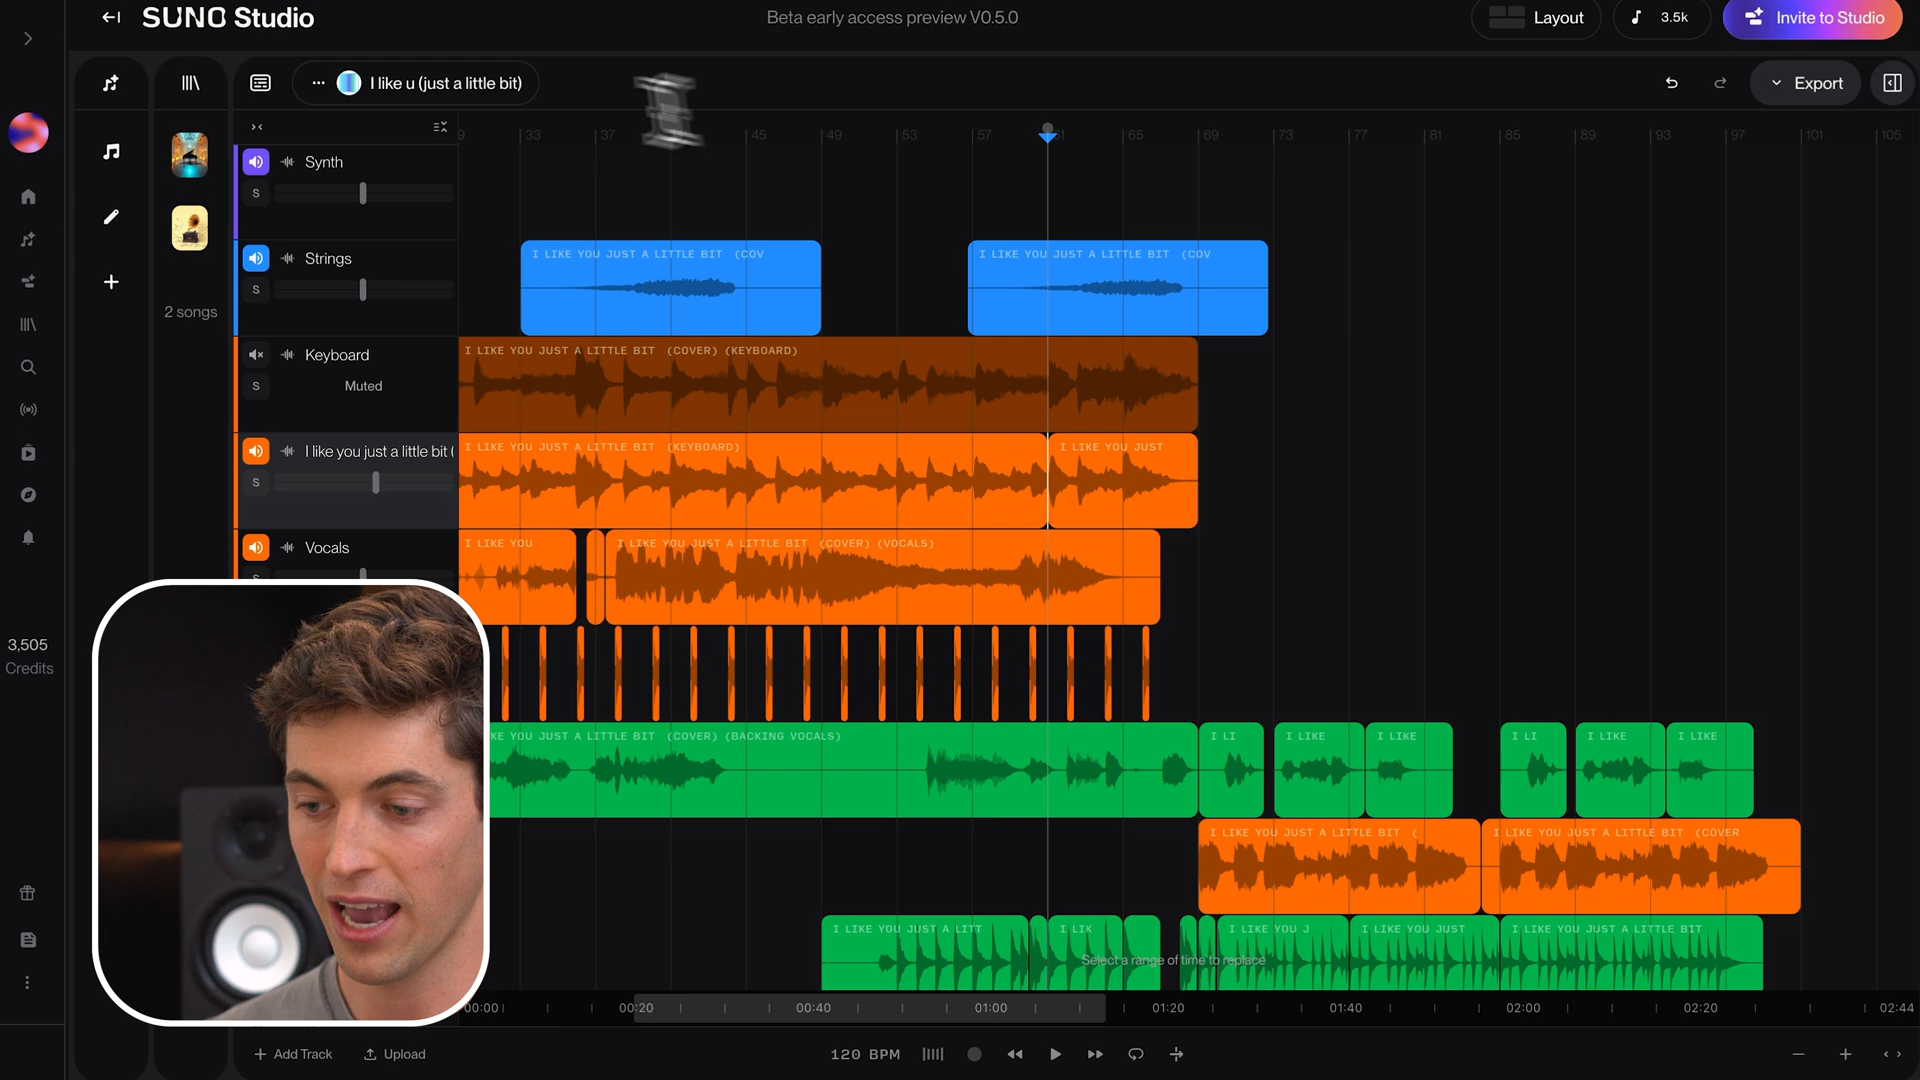 SUNO Studio
Beta early access preview V0.5.0
Layout
3.5k
Invite to Studio
I like u (just a little bit)
Export
9 33 37 45 49 53 57 61 65 69 73 77 81 85 89 93 97 101 105
Synth
S
Strings
S
I LIKE YOU JUST A LITTLE BIT (COV
I LIKE YOU JUST A LITTLE BIT (COV
2 songs
Keyboard
S
Muted
I LIKE YOU JUST A LITTLE BIT (COVER) (KEYBOARD)
I like you just a little bit (
S
I LIKE YOU JUST A LITTLE BIT (KEYBOARD)
I LIKE YOU JUST
Vocals
S
I LIKE YOU
I LIKE YOU JUST A LITTLE BIT (COVER) (VOCALS)
3,505
Credits
KE YOU JUST A LITTLE BIT (COVER) (BACKING VOCALS)
I LI
I LIKE
I LIKE
I LI
I LIKE
I LIKE
I LIKE YOU JUST A LITTLE BIT (
I LIKE YOU JUST A LITTLE BIT (COVER
I LIKE YOU JUST A LITT
I LIK
I LIKE YOU J
I LIKE YOU JUST
I LIKE YOU JUST A LITTLE BIT
Select a range of time to replace
00:00 00:20 00:40 01:00 01:20 01:40 02:00 02:20 02:44
Add Track
Upload
120 BPM